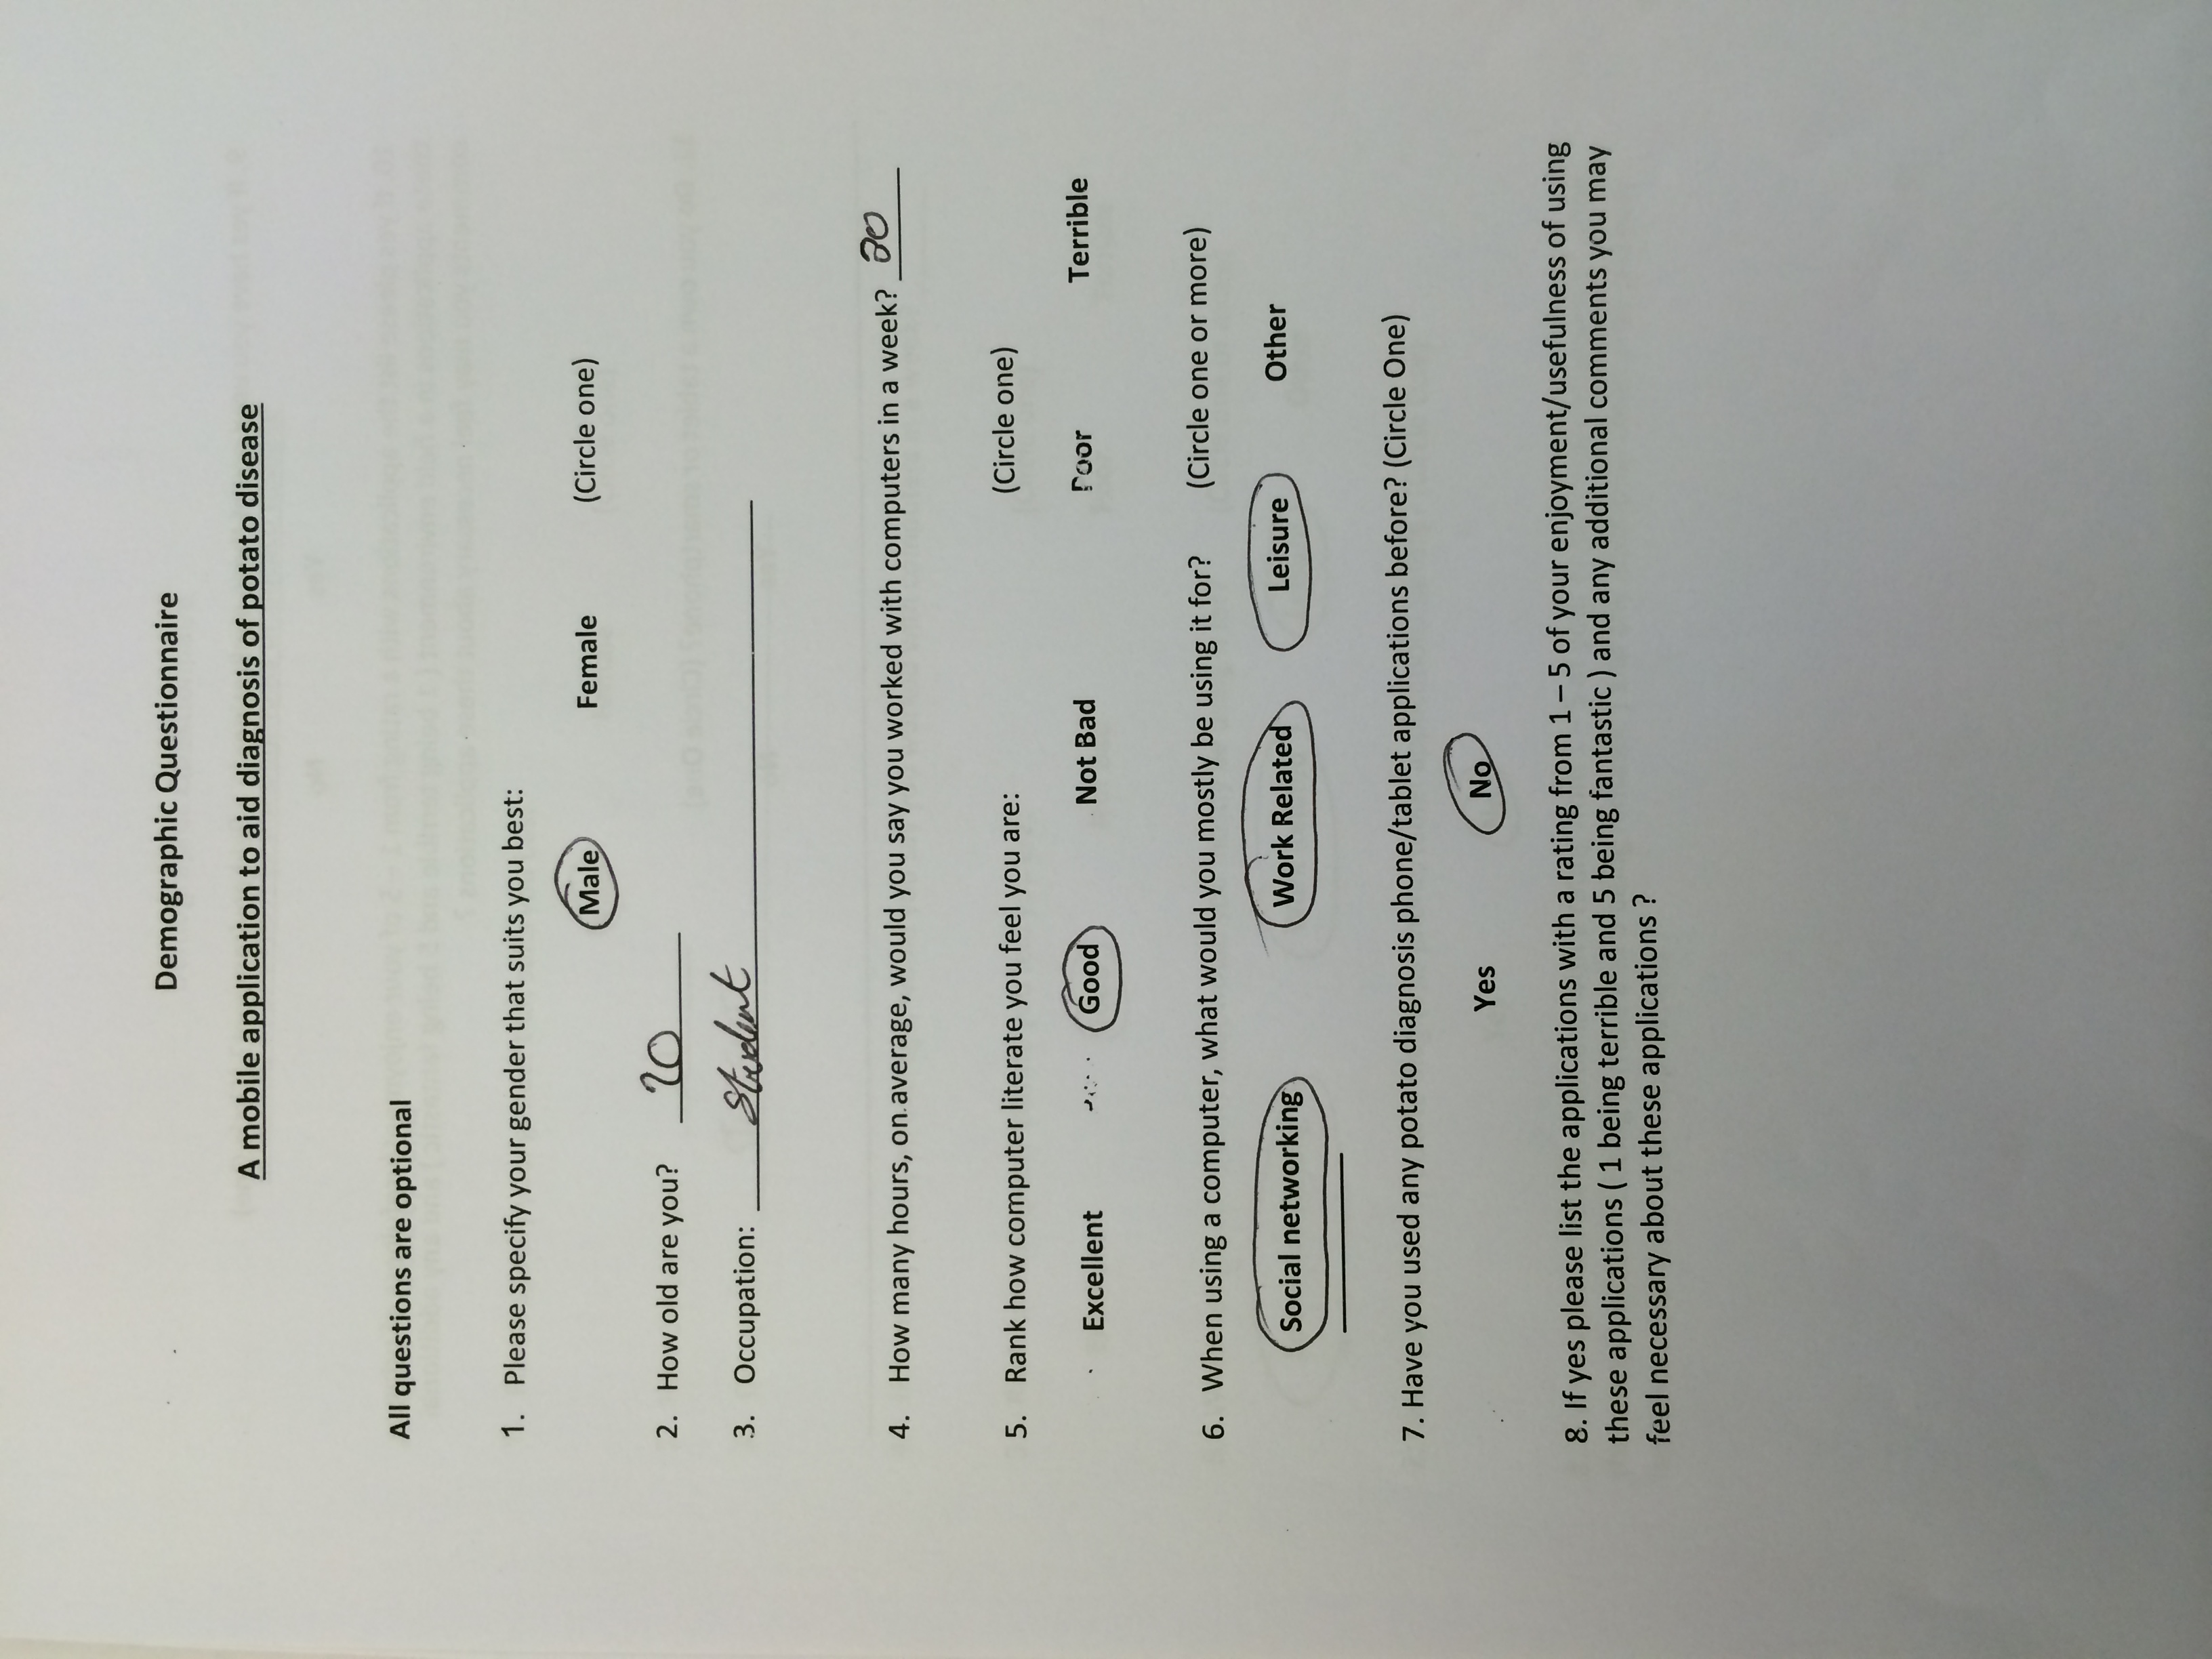 Demographic Questionnaire
A mobile application to aid diagnosis of potato disease
All questions are optional
1. Please specify your gender that suits you best:
Male Female (Circle one)
2. How old are you? 20
3. Occupation: Student
4. How many hours, on average, would you say you worked with computers in a week? 20
5. Rank how computer literate you feel you are: (Circle one)
Excellent Good Not Bad Poor Terrible
6. When using a computer, what would you mostly be using it for? (Circle one or more)
Social networking Work Related Leisure Other
7. Have you used any potato diagnosis phone/tablet applications before? (Circle One)
Yes No
8. If yes please list the applications with a rating from 1 – 5 of your enjoyment/usefulness of using
these applications ( 1 being terrible and 5 being fantastic ) and any additional comments you may
feel necessary about these applications ?